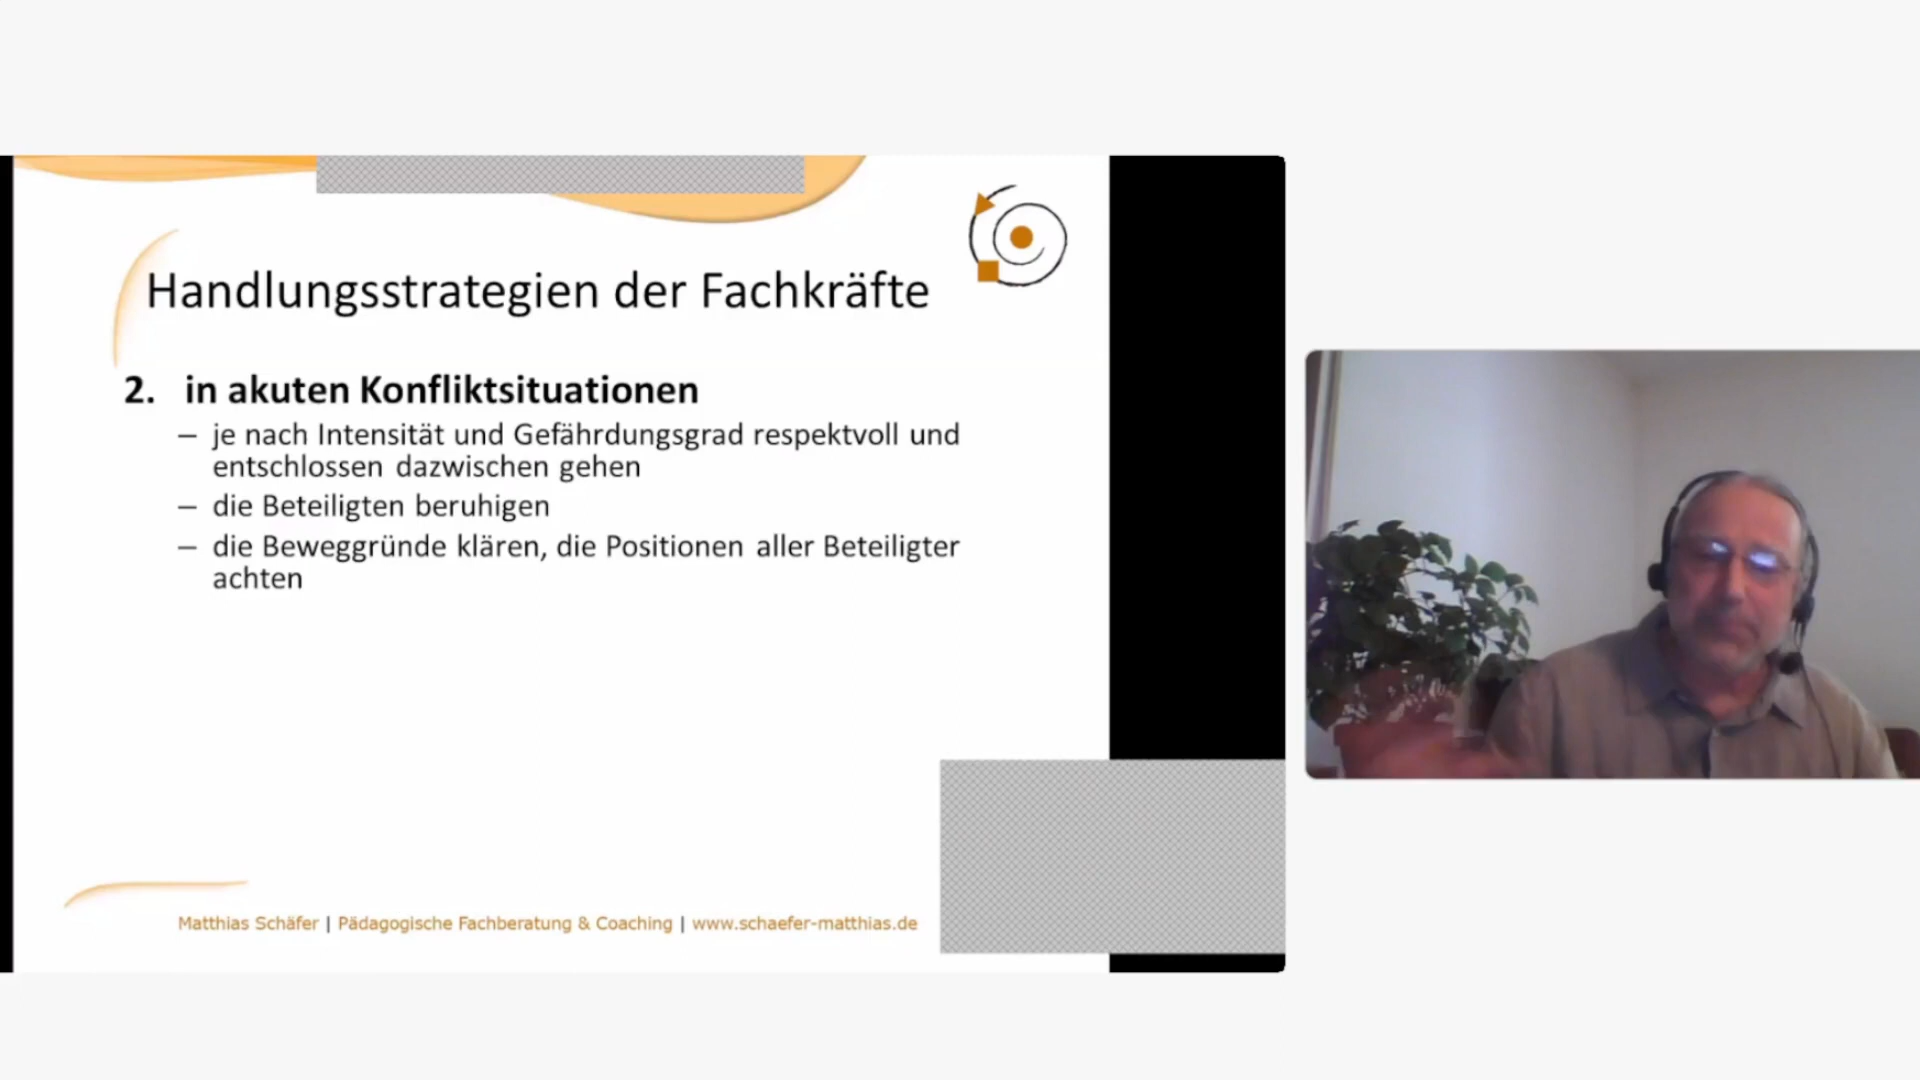 Handlungsstrategien der Fachkräfte
2. in akuten Konfliktsituationen
– je nach Intensität und Gefährdungsgrad respektvoll und
entschlossen dazwischen gehen
– die Beteiligten beruhigen
– die Beweggründe klären, die Positionen aller Beteiligter
achten
Matthias Schäfer | Pädagogische Fachberatung & Coaching | www.schaefer-matthias.de